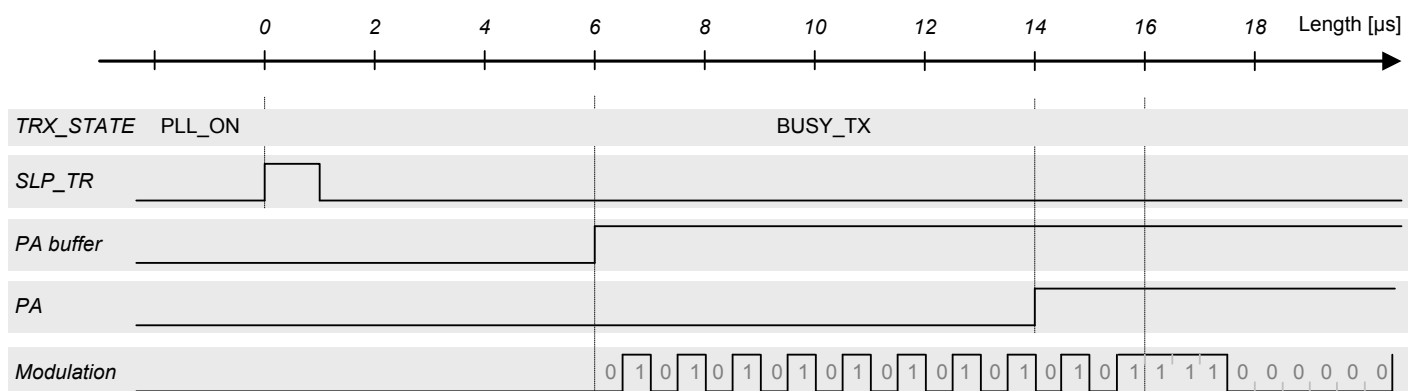 0 2 4 6 8 10 12 14 16 18 Length [µs]
TRX_STATE PLL_ON BUSY_TX
SLP_TR
PA buffer
PA
Modulation 0 1 0 1 0 1 0 1 0 1 0 1 0 1 0 1 0 1 0 1 1 1 1 0 0 0 0 0 0